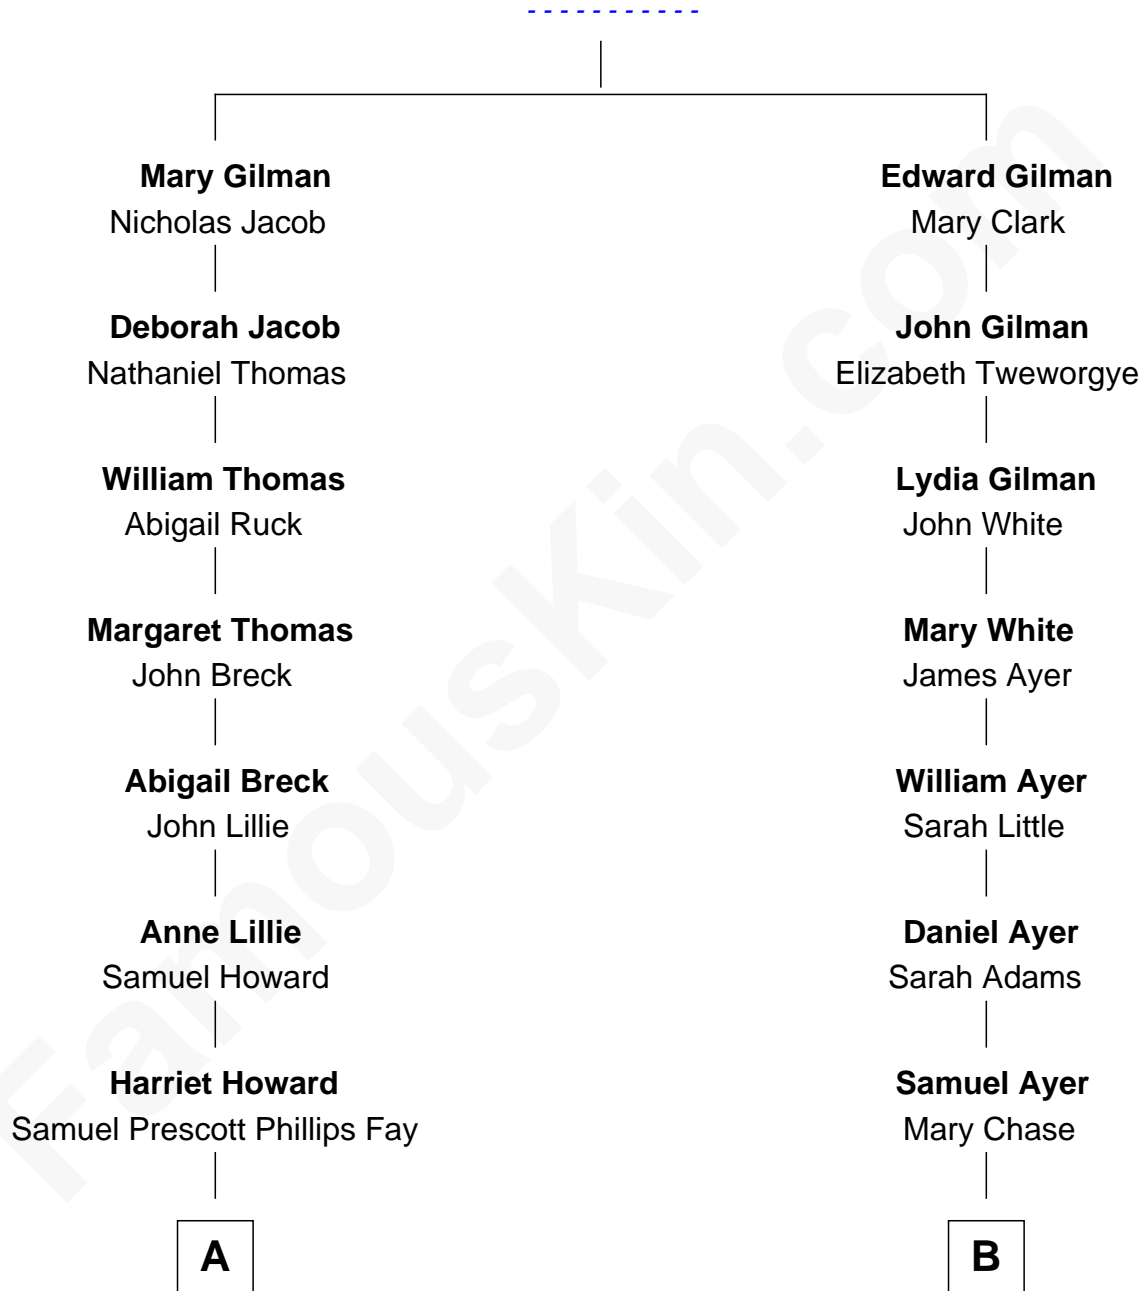 - - - - - - - - - - -
Mary Gilman
Nicholas Jacob
Edward Gilman
Mary Clark
Deborah Jacob
Nathaniel Thomas
John Gilman
Elizabeth Tweworgye
William Thomas
Abigail Ruck
Lydia Gilman
John White
Margaret Thomas
John Breck
Mary White
James Ayer
Abigail Breck
John Lillie
William Ayer
Sarah Little
Anne Lillie
Samuel Howard
Daniel Ayer
Sarah Adams
Harriet Howard
Samuel Prescott Phillips Fay
Samuel Ayer
Mary Chase
A
B
FamousKin.com